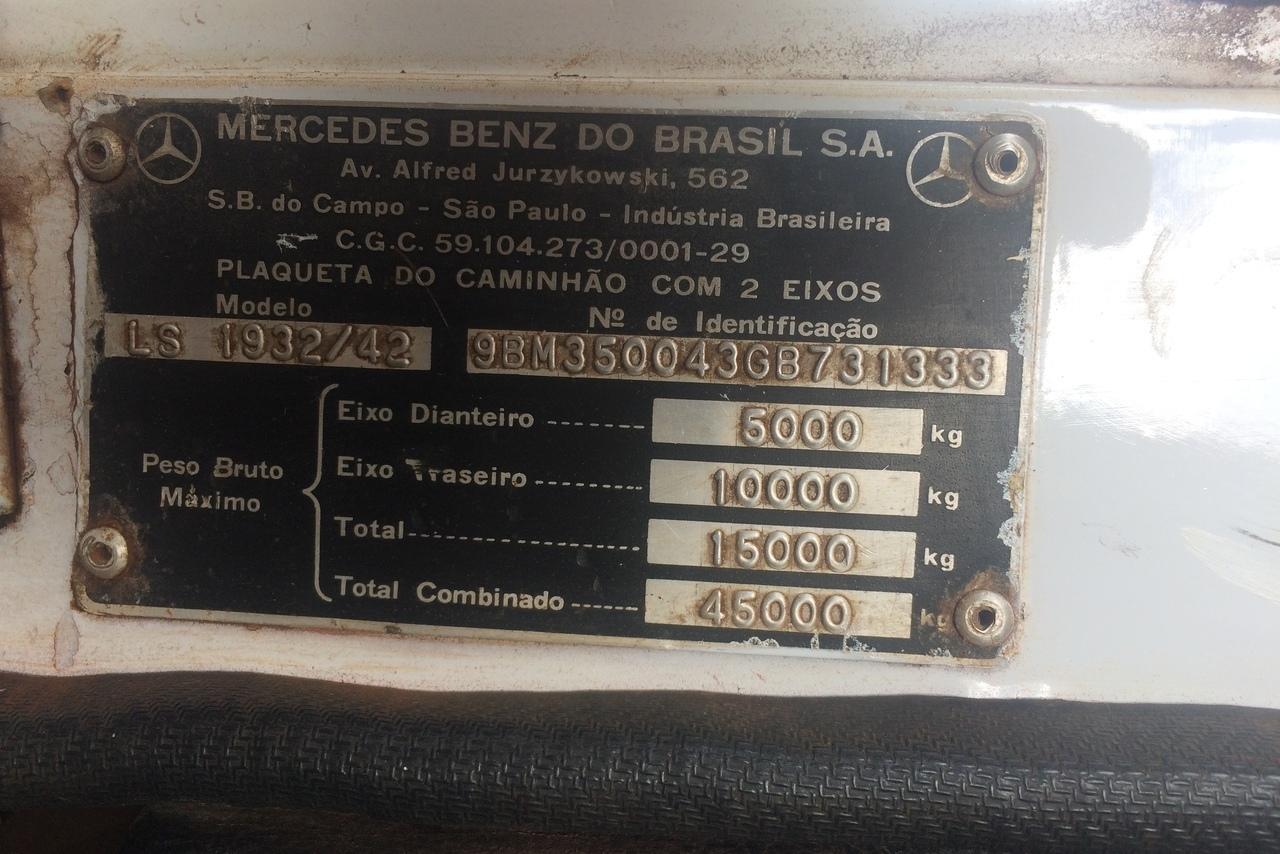 MERCEDES BENZ DO BRASIL S.A.
Av. Alfred Jurzykowski, 562
S.B. do Campo - São Paulo - Indústria Brasileira
C.G.C. 59.104.273/0001-29
PLAQUETA DO CAMINHÃO COM 2 EIXOS
Modelo Nº de Identificação
LS 1932/42 9BM350043GB731333
Peso Bruto Máximo
Eixo Dianteiro ------- 5000 kg
Eixo Traseiro -------- 10000 kg
Total ---------------- 15000 kg
Total Combinado ------ 45000 kg